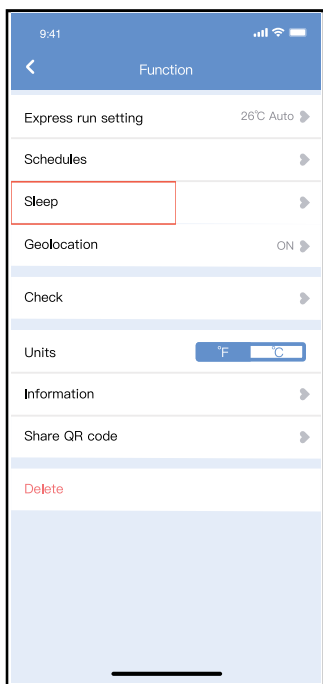 9:41
Function
Express run setting 26℃ Auto
Schedules
Sleep
Geolocation ON
Check
Units ℉ ℃
Information
Share QR code
Delete